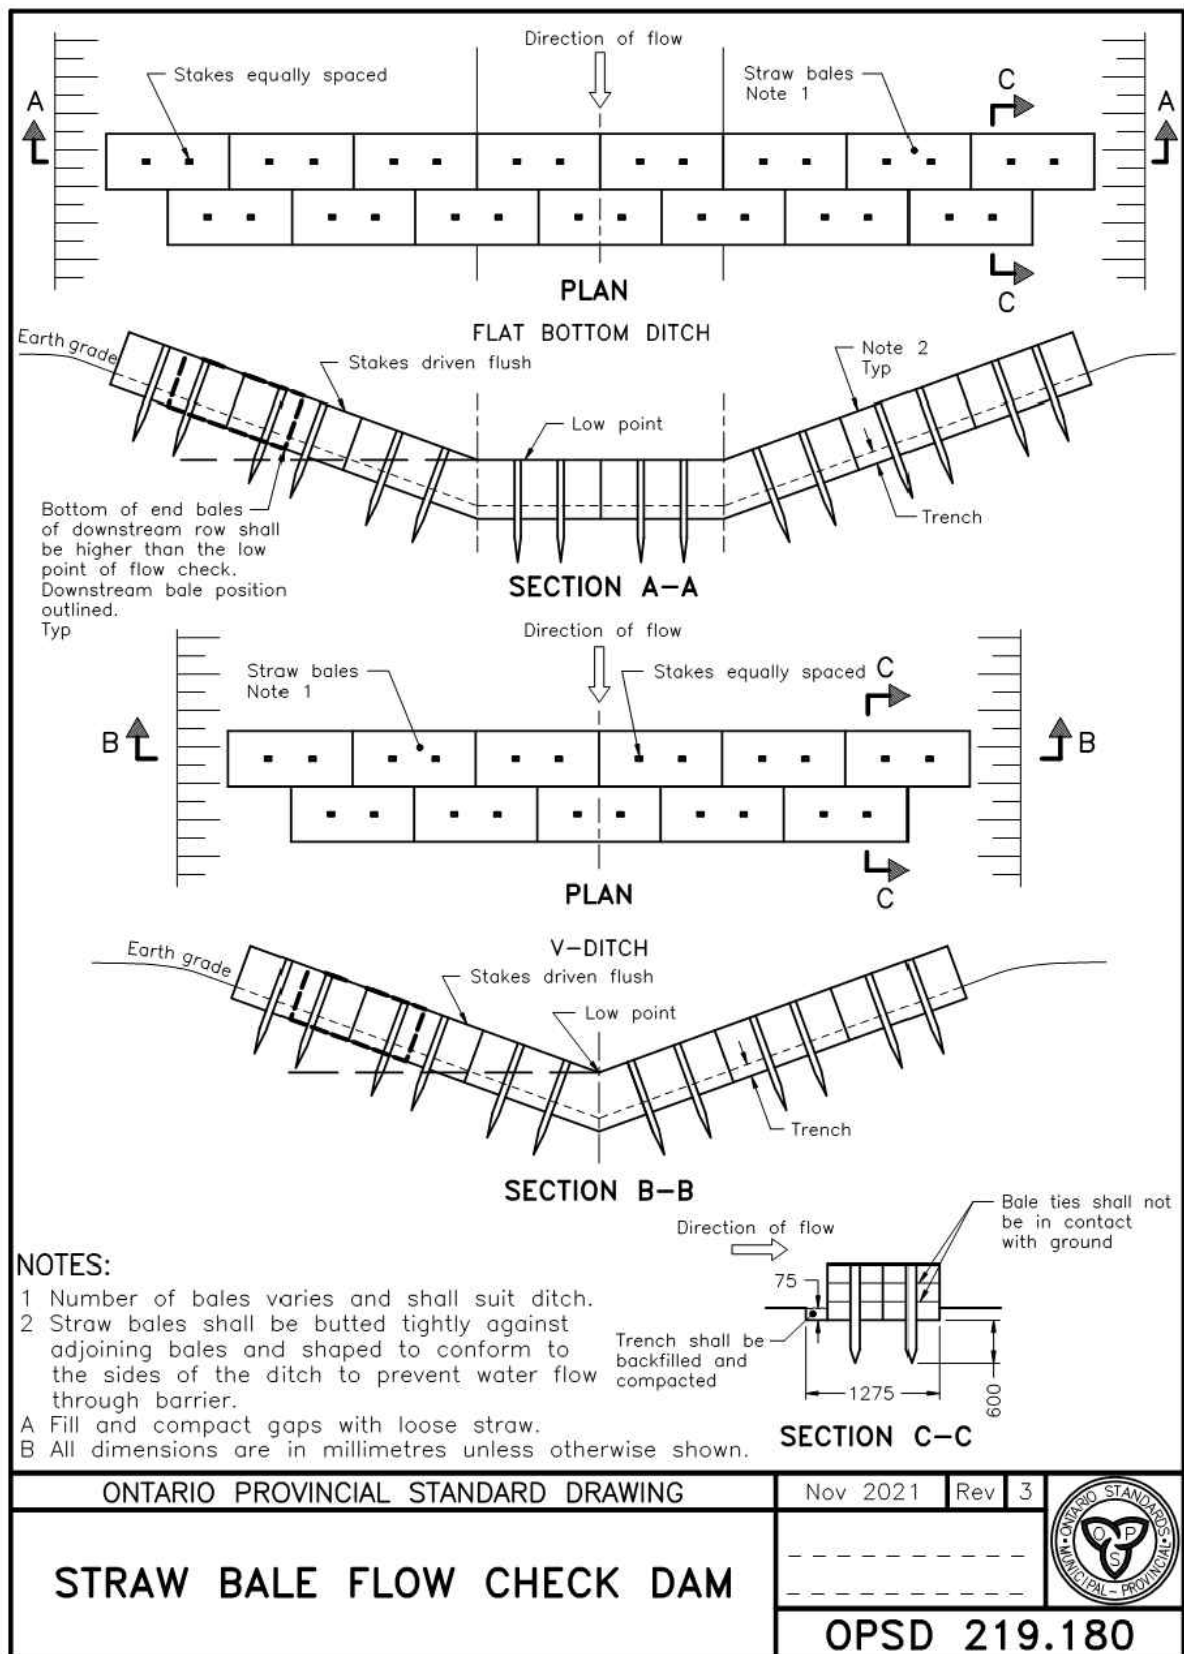 Direction of flow
Stakes equally spaced
Straw bales
Note 1
C
A
A
C
PLAN
FLAT BOTTOM DITCH
Earth grade
Stakes driven flush
Note 2
Typ
Low point
Bottom of end bales
of downstream row shall
be higher than the low
point of flow check.
Downstream bale position
outlined.
Typ
Trench
SECTION A-A
Direction of flow
Straw bales
Note 1
Stakes equally spaced
C
B
B
C
PLAN
V-DITCH
Earth grade
Stakes driven flush
Low point
Trench
SECTION B-B
Direction of flow
Bale ties shall not
be in contact
with ground
75
Trench shall be
backfilled and
compacted
1275
600
SECTION C-C
NOTES:
1 Number of bales varies and shall suit ditch.
2 Straw bales shall be butted tightly against
adjoining bales and shaped to conform to
the sides of the ditch to prevent water flow
through barrier.
A Fill and compact gaps with loose straw.
B All dimensions are in millimetres unless otherwise shown.
ONTARIO PROVINCIAL STANDARD DRAWING
Nov 2021 Rev 3
STRAW BALE FLOW CHECK DAM
ONTARIO STANDARDS
MUNICIPAL - PROVINCIAL
O P S
OPSD 219.180